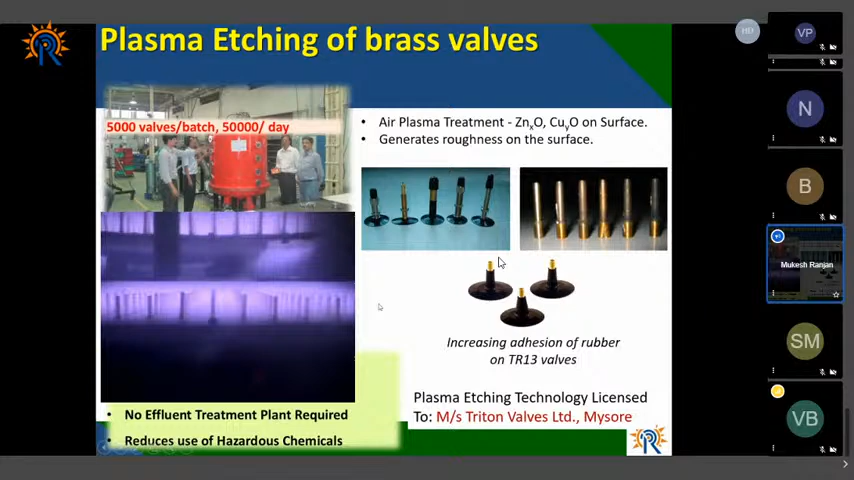 Plasma Etching of brass valves
5000 valves/batch, 50000/ day
• Air Plasma Treatment - ZnxO, CuyO on Surface.
• Generates roughness on the surface.
Increasing adhesion of rubber
on TR13 valves
Plasma Etching Technology Licensed
To: M/s Triton Valves Ltd., Mysore
• No Effluent Treatment Plant Required
• Reduces use of Hazardous Chemicals
HD
VP
N
B
Mukesh Ranjan
SM
VB